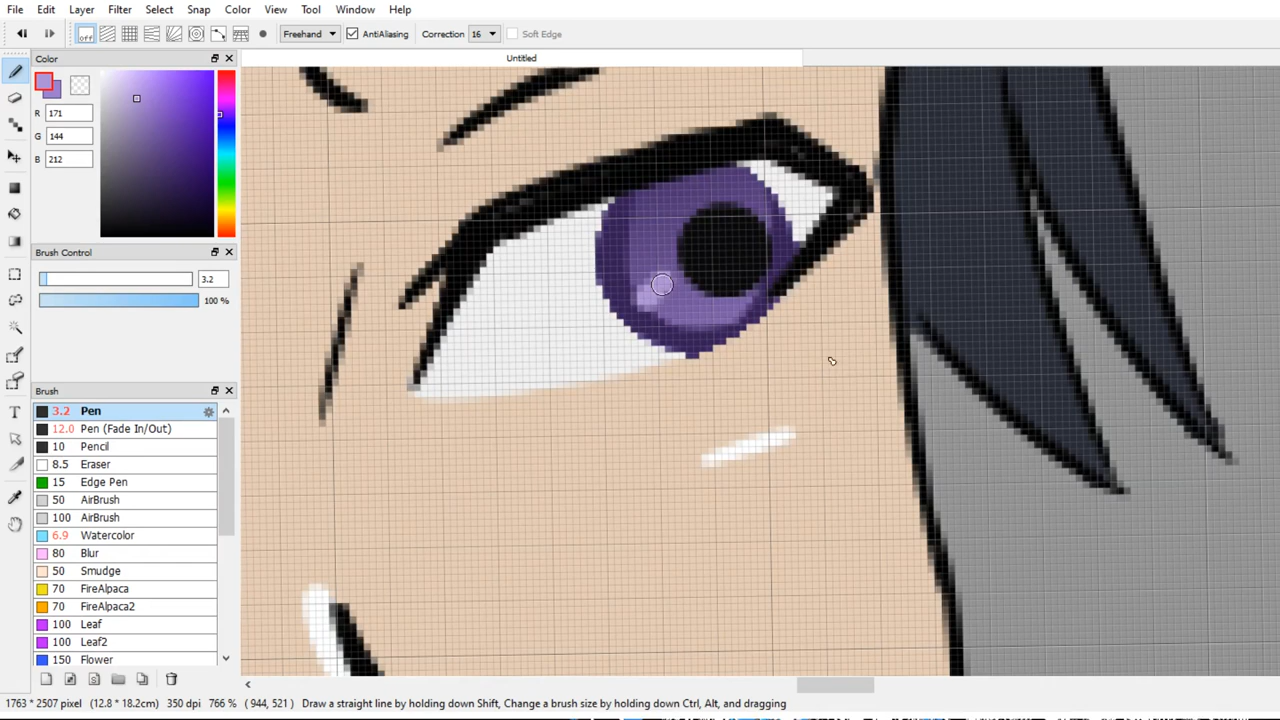 File Edit Layer Filter Select Snap Color View Tool Window Help
off Freehand AntiAliasing Correction 16 Soft Edge
Untitled
Color
R 171
G 144
B 212
Brush Control
3.2
100 %
Brush
3.2 Pen
12.0 Pen (Fade In/Out)
10 Pencil
8.5 Eraser
15 Edge Pen
50 AirBrush
100 AirBrush
6.9 Watercolor
80 Blur
50 Smudge
70 FireAlpaca
70 FireAlpaca2
100 Leaf
100 Leaf2
150 Flower
1763 * 2507 pixel (12.8 * 18.2cm) 350 dpi 766 % ( 944, 521 ) Draw a straight line by holding down Shift, Change a brush size by holding down Ctrl, Alt, and dragging